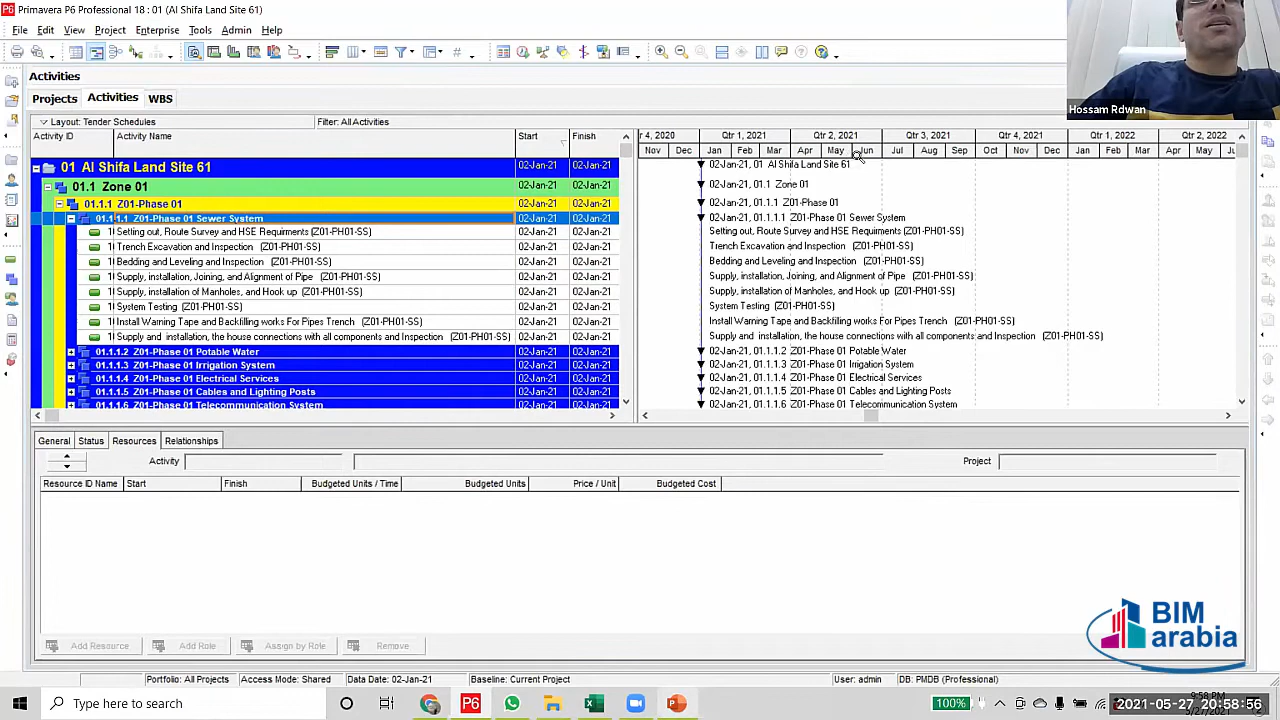 Primavera P6 Professional 18 : 01 (Al Shifa Land Site 61)
File Edit View Project Enterprise Tools Admin Help
Hossam Rdwan
Activities
Projects Activities WBS
Layout: Tender Schedules Filter: All Activities
Activity ID Activity Name Start Finish
r 4, 2020 Qtr 1, 2021 Qtr 2, 2021 Qtr 3, 2021 Qtr 4, 2021 Qtr 1, 2022 Qtr 2, 2022
Nov Dec Jan Feb Mar Apr May Jun Jul Aug Sep Oct Nov Dec Jan Feb Mar Apr May Ju
01 Al Shifa Land Site 61 02-Jan-21 02-Jan-21 02-Jan-21, 01 Al Shifa Land Site 61
01.1 Zone 01 02-Jan-21 02-Jan-21 02-Jan-21, 01.1 Zone 01
01.1.1 Z01-Phase 01 02-Jan-21 02-Jan-21 02-Jan-21, 01.1.1 Z01-Phase 01
01.1.1.1 Z01-Phase 01 Sewer System 02-Jan-21 02-Jan-21 02-Jan-21, 01.1.1.1 Z01-Phase 01 Sewer System
Setting out, Route Survey and HSE Requirments (Z01-PH01-SS) 02-Jan-21 02-Jan-21 Setting out, Route Survey and HSE Requirments (Z01-PH01-SS)
Trench Excavation and Inspection (Z01-PH01-SS) 02-Jan-21 02-Jan-21 Trench Excavation and Inspection (Z01-PH01-SS)
Bedding and Leveling and Inspection (Z01-PH01-SS) 02-Jan-21 02-Jan-21 Bedding and Leveling and Inspection (Z01-PH01-SS)
Supply, installation, Joining, and Alignment of Pipe (Z01-PH01-SS) 02-Jan-21 02-Jan-21 Supply, installation, Joining, and Alignment of Pipe (Z01-PH01-SS)
Supply, installation of Manholes, and Hook up (Z01-PH01-SS) 02-Jan-21 02-Jan-21 Supply, installation of Manholes, and Hook up (Z01-PH01-SS)
System Testing (Z01-PH01-SS) 02-Jan-21 02-Jan-21 System Testing (Z01-PH01-SS)
Install Warning Tape and Backfilling works For Pipes Trench (Z01-PH01-SS) 02-Jan-21 02-Jan-21 Install Warning Tape and Backfilling works For Pipes Trench (Z01-PH01-SS)
Supply and installation, the house connections with all components and Inspection (Z01-PH01-SS) 02-Jan-21 02-Jan-21 Supply and installation, the house connections with all components and Inspection (Z01-PH01-SS)
01.1.1.2 Z01-Phase 01 Potable Water 02-Jan-21 02-Jan-21 02-Jan-21, 01.1.1.2 Z01-Phase 01 Potable Water
01.1.1.3 Z01-Phase 01 Irrigation System 02-Jan-21 02-Jan-21 02-Jan-21, 01.1.1.3 Z01-Phase 01 Irrigation System
01.1.1.4 Z01-Phase 01 Electrical Services 02-Jan-21 02-Jan-21 02-Jan-21, 01.1.1.4 Z01-Phase 01 Electrical Services
01.1.1.5 Z01-Phase 01 Cables and Lighting Posts 02-Jan-21 02-Jan-21 02-Jan-21, 01.1.1.5 Z01-Phase 01 Cables and Lighting Posts
01.1.1.6 Z01-Phase 01 Telecommunication System 02-Jan-21 02-Jan-21 02-Jan-21, 01.1.1.6 Z01-Phase 01 Telecommunication System
General Status Resources Relationships
Activity Project
Resource ID Name Start Finish Budgeted Units / Time Budgeted Units Price / Unit Budgeted Cost
BIM
arabia
Add Resource Add Role Assign by Role Remove
Portfolio: All Projects Access Mode: Shared Data Date: 02-Jan-21 Baseline: Current Project User: admin DB: PMDB (Professional)
Type here to search 100% 9:58 PM
2021-05-27 20:58:56